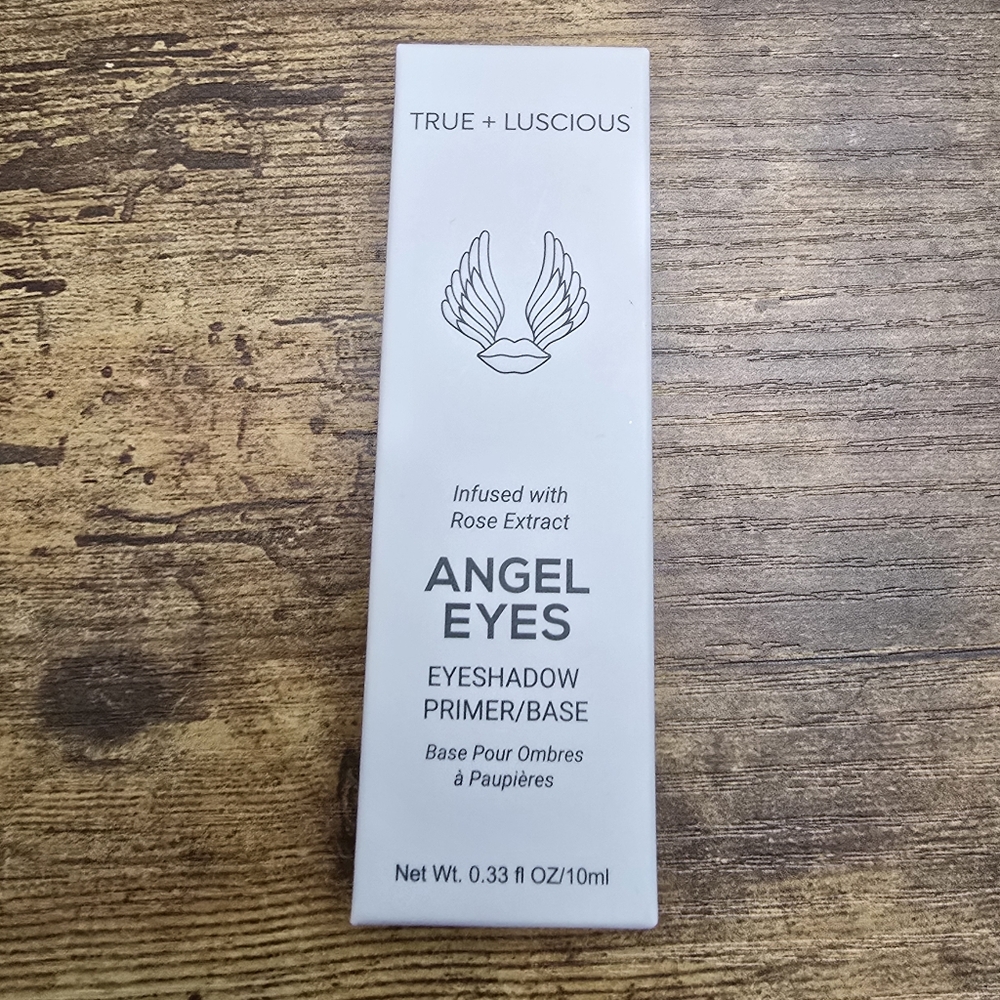 TRUE + LUSCIOUS
Infused with
Rose Extract
ANGEL
EYES
EYESHADOW
PRIMER/BASE
Base Pour Ombres
à Paupières
Net Wt. 0.33 fl OZ/10ml